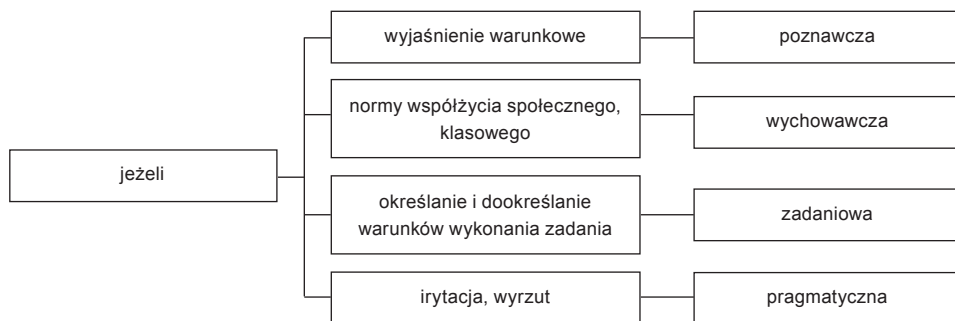 wyjaśnienie warunkowe
poznawcza
normy współżycia społecznego,
klasowego
wychowawcza
jeżeli
określanie i dookreślanie
warunków wykonania zadania
zadaniowa
irytacja, wyrzut
pragmatyczna